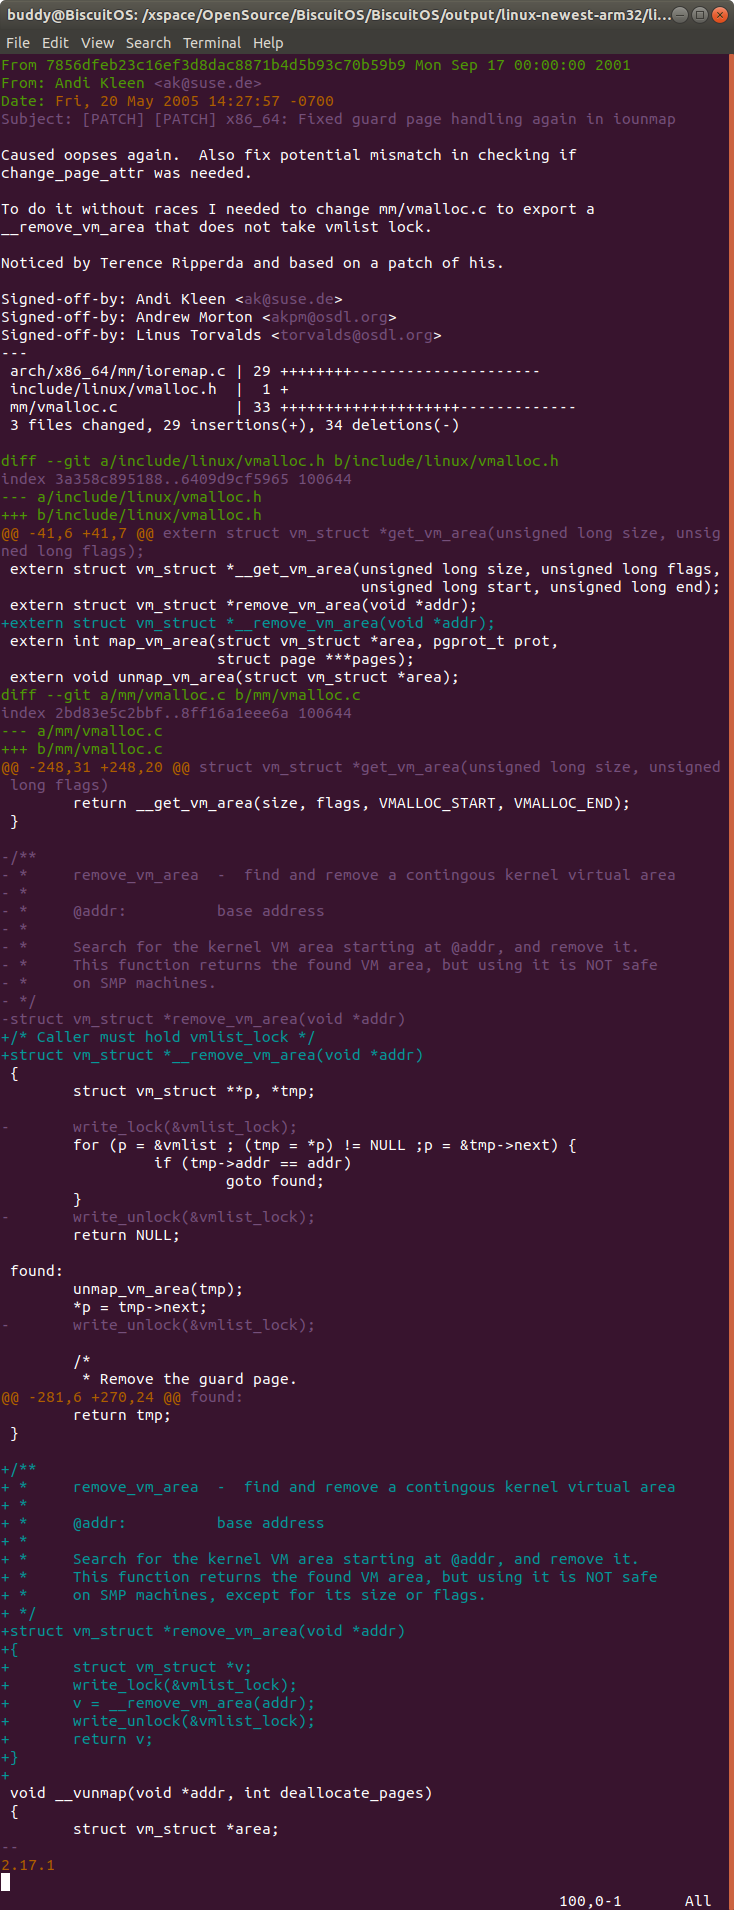 buddy@BiscuitOS: /xspace/OpenSource/BiscuitOS/BiscuitOS/output/linux-newest-arm32/li...
File Edit View Search Terminal Help
From 7856dfeb23c16ef3d8dac8871b4d5b93c70b59b9 Mon Sep 17 00:00:00 2001
From: Andi Kleen <ak@suse.de>
Date: Fri, 20 May 2005 14:27:57 -0700
Subject: [PATCH] [PATCH] x86_64: Fixed guard page handling again in iounmap

Caused oopses again.  Also fix potential mismatch in checking if
change_page_attr was needed.

To do it without races I needed to change mm/vmalloc.c to export a
__remove_vm_area that does not take vmlist lock.

Noticed by Terence Ripperda and based on a patch of his.

Signed-off-by: Andi Kleen <ak@suse.de>
Signed-off-by: Andrew Morton <akpm@osdl.org>
Signed-off-by: Linus Torvalds <torvalds@osdl.org>
---
 arch/x86_64/mm/ioremap.c | 29 ++++++++---------------------
 include/linux/vmalloc.h  |  1 +
 mm/vmalloc.c             | 33 ++++++++++++++++++++-------------
 3 files changed, 29 insertions(+), 34 deletions(-)

diff --git a/include/linux/vmalloc.h b/include/linux/vmalloc.h
index 3a358c895188..6409d9cf5965 100644
--- a/include/linux/vmalloc.h
+++ b/include/linux/vmalloc.h
@@ -41,6 +41,7 @@ extern struct vm_struct *get_vm_area(unsigned long size, unsig
ned long flags);
 extern struct vm_struct *__get_vm_area(unsigned long size, unsigned long flags,
                                        unsigned long start, unsigned long end);
 extern struct vm_struct *remove_vm_area(void *addr);
+extern struct vm_struct *__remove_vm_area(void *addr);
 extern int map_vm_area(struct vm_struct *area, pgprot_t prot,
                        struct page ***pages);
 extern void unmap_vm_area(struct vm_struct *area);
diff --git a/mm/vmalloc.c b/mm/vmalloc.c
index 2bd83e5c2bbf..8ff16a1eee6a 100644
--- a/mm/vmalloc.c
+++ b/mm/vmalloc.c
@@ -248,31 +248,20 @@ struct vm_struct *get_vm_area(unsigned long size, unsigned
 long flags)
        return __get_vm_area(size, flags, VMALLOC_START, VMALLOC_END);
 }

-/**
- *     remove_vm_area  -  find and remove a contingous kernel virtual area
- *
- *     @addr:          base address
- *
- *     Search for the kernel VM area starting at @addr, and remove it.
- *     This function returns the found VM area, but using it is NOT safe
- *     on SMP machines.
- */
-struct vm_struct *remove_vm_area(void *addr)
+/* Caller must hold vmlist_lock */
+struct vm_struct *__remove_vm_area(void *addr)
 {
        struct vm_struct **p, *tmp;

-       write_lock(&vmlist_lock);
        for (p = &vmlist ; (tmp = *p) != NULL ;p = &tmp->next) {
                 if (tmp->addr == addr)
                         goto found;
        }
-       write_unlock(&vmlist_lock);
        return NULL;

 found:
        unmap_vm_area(tmp);
        *p = tmp->next;
-       write_unlock(&vmlist_lock);

        /*
         * Remove the guard page.
@@ -281,6 +270,24 @@ found:
        return tmp;
 }

+/**
+ *     remove_vm_area  -  find and remove a contingous kernel virtual area
+ *
+ *     @addr:          base address
+ *
+ *     Search for the kernel VM area starting at @addr, and remove it.
+ *     This function returns the found VM area, but using it is NOT safe
+ *     on SMP machines, except for its size or flags.
+ */
+struct vm_struct *remove_vm_area(void *addr)
+{
+       struct vm_struct *v;
+       write_lock(&vmlist_lock);
+       v = __remove_vm_area(addr);
+       write_unlock(&vmlist_lock);
+       return v;
+}
+
 void __vunmap(void *addr, int deallocate_pages)
 {
        struct vm_struct *area;
--
2.17.1
100,0-1 All